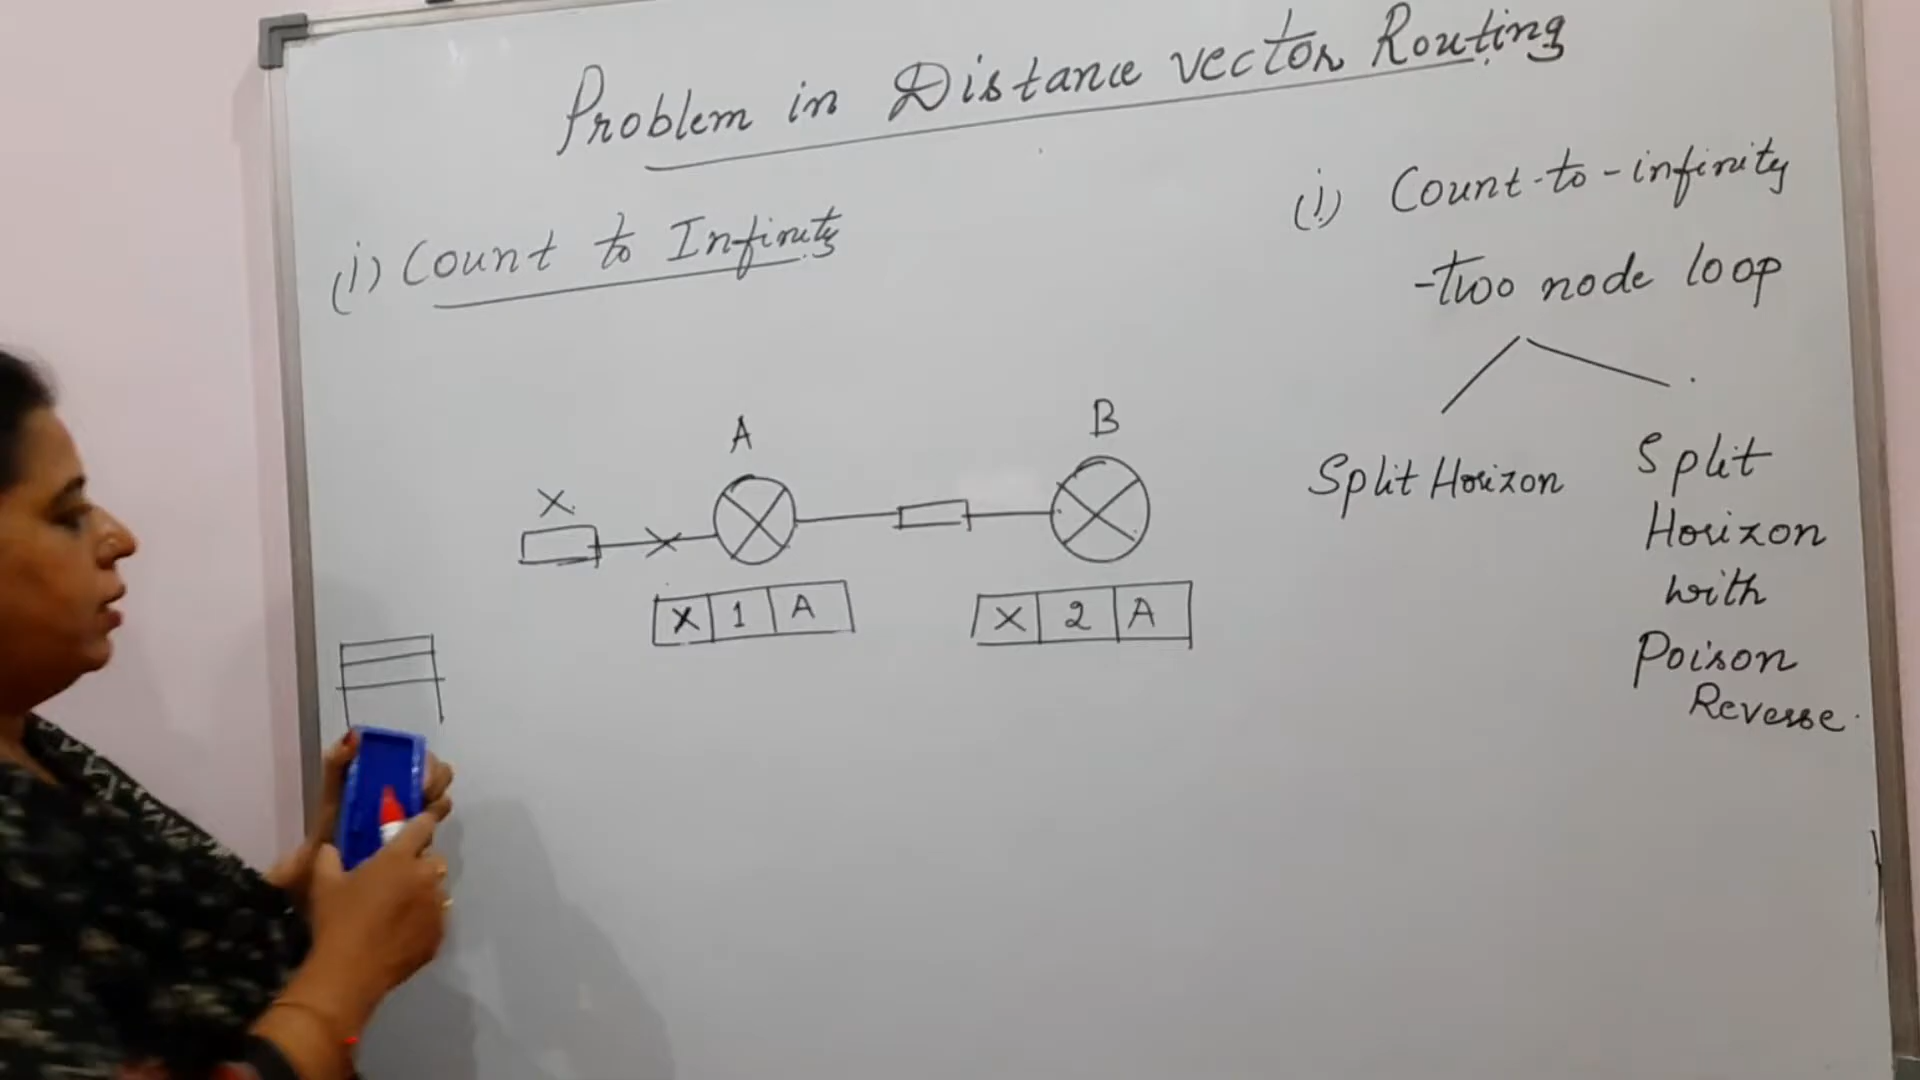 Problem in Distance vector Routing
(i) Count to Infinity
(i) Count-to-infinity
-two node loop
Split Horizon
Split
Horizon
with
Poison
Reverse
A
B
X
X 1 A
X 2 A